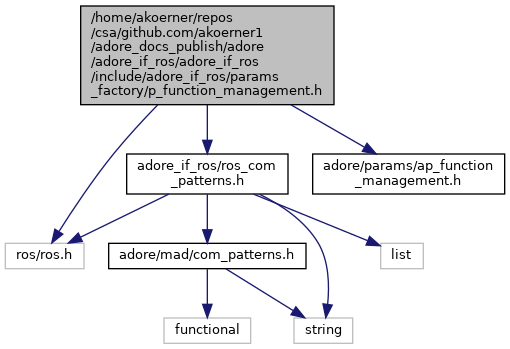 /home/akoerner/repos
/csa/github.com/akoerner1
/adore_docs_publish/adore
/adore_if_ros/adore_if_ros
/include/adore_if_ros/params
_factory/p_function_management.h
adore_if_ros/ros_com
_patterns.h
adore/params/ap_function
_management.h
ros/ros.h
adore/mad/com_patterns.h
list
functional
string